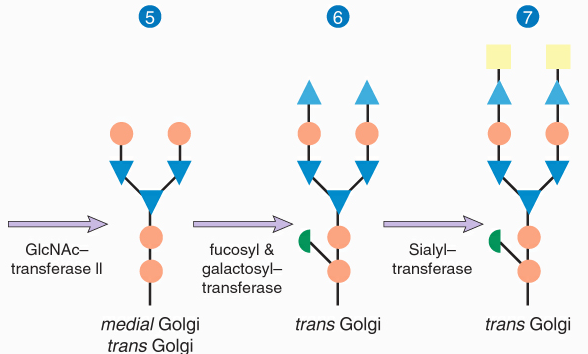 5
6
7
GlcNAc–
transferase II
fucosyl &
galactosyl–
transferase
Sialyl–
transferase
medial Golgi
trans Golgi
trans Golgi
trans Golgi